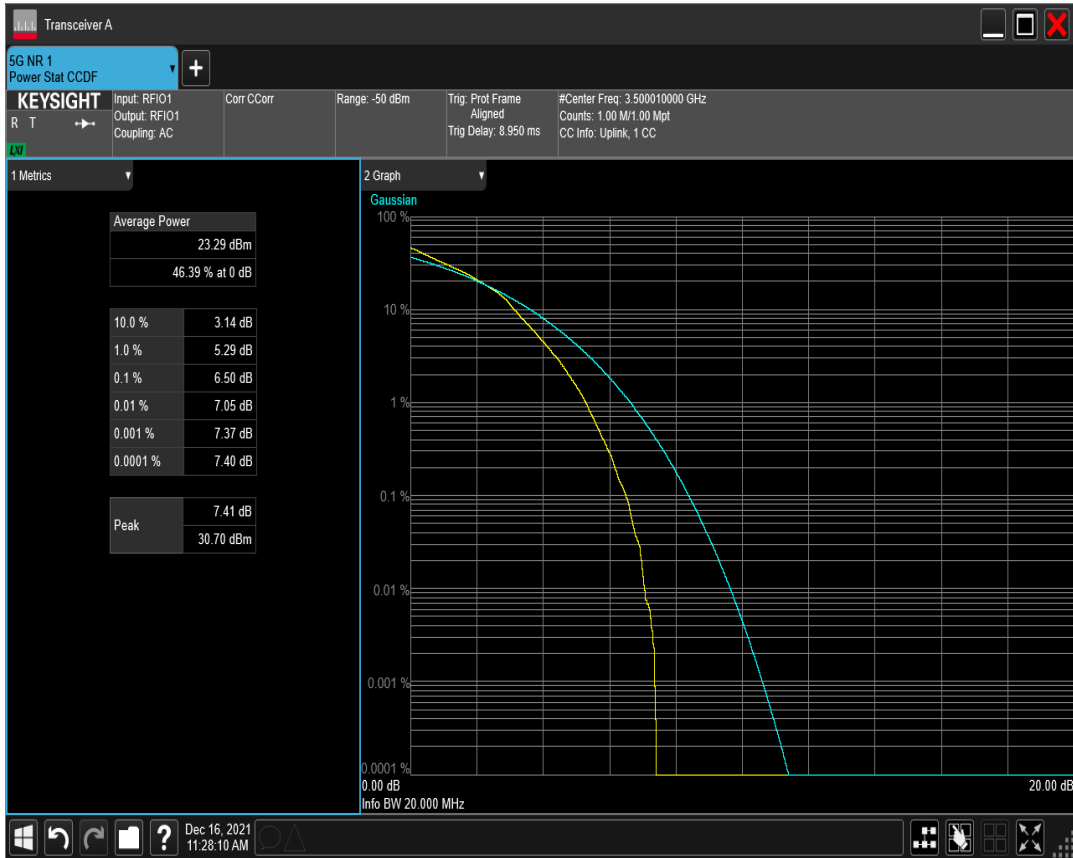 Transceiver A
5G NR 1
Power Stat CCDF
+
KEYSIGHT
R T
LXI
Input: RFIO1
Output: RFIO1
Coupling: AC
Corr CCorr
Range: -50 dBm
Trig: Prot Frame
Aligned
Trig Delay: 8.950 ms
#Center Freq: 3.500010000 GHz
Counts: 1.00 M/1.00 Mpt
CC Info: Uplink, 1 CC
1 Metrics
Average Power
23.29 dBm
46.39 % at 0 dB
10.0 % 3.14 dB
1.0 % 5.29 dB
0.1 % 6.50 dB
0.01 % 7.05 dB
0.001 % 7.37 dB
0.0001 % 7.40 dB
Peak 7.41 dB
30.70 dBm
2 Graph
Gaussian
100 %
10 %
1 %
0.1 %
0.01 %
0.001 %
0.0001 %
0.00 dB 20.00 dB
Info BW 20.000 MHz
?
Dec 16, 2021
11:28:10 AM